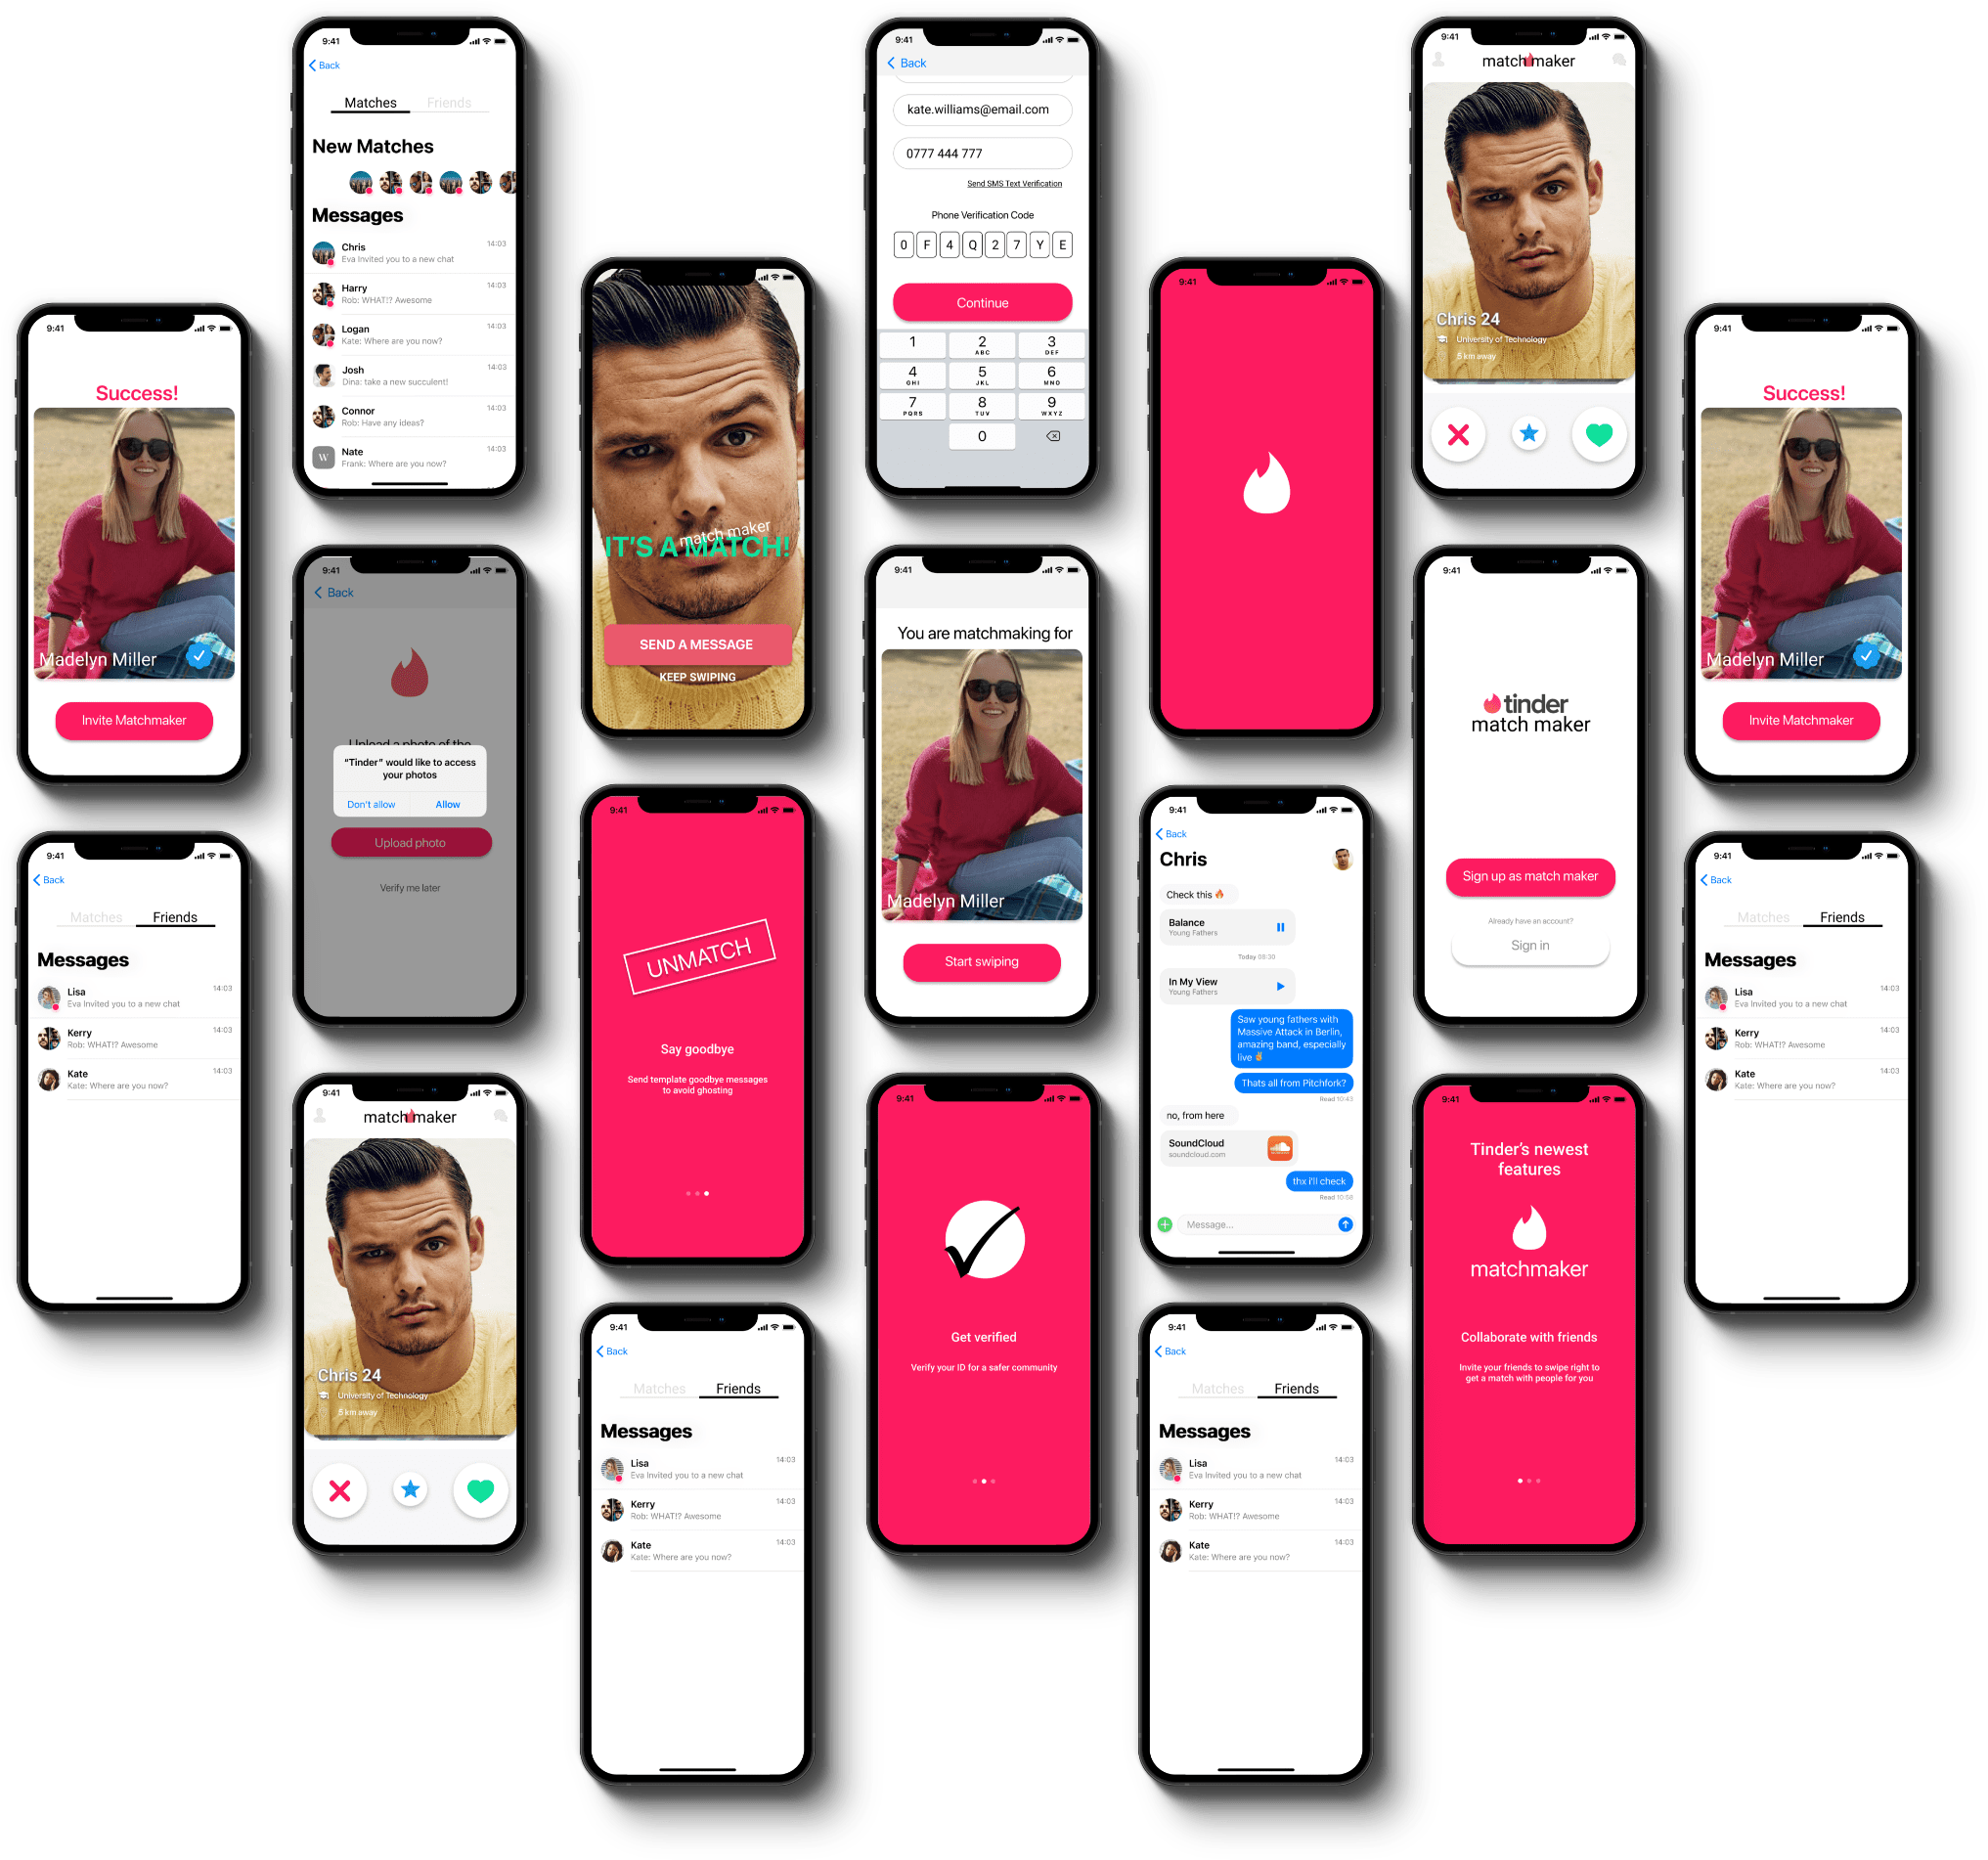 9:41
Success!
Madelyn Miller
Invite Matchmaker
9:41
Back
Matches Friends
Messages
Lisa 14:03
Eva Invited you to a new chat
Kerry 14:03
Rob: WHAT!? Awesome
Kate 14:03
Kate: Where are you now?
9:41
Back
Matches Friends
New Matches
Messages
Chris 14:03
Eva Invited you to a new chat
Harry 14:03
Rob: WHAT!? Awesome
Logan 14:03
Kate: Where are you now?
Josh 14:03
Dina: take a new succulent!
Connor 14:03
Rob: Have any ideas?
W
Nate 14:03
Frank: Where are you now?
9:41
Back
Upload a photo of the
"Tinder" would like to access
your photos
Don't allow Allow
Upload photo
Verify me later
9:41
match maker
Chris 24
University of Technology
5 km away
match maker
IT'S A MATCH!
SEND A MESSAGE
KEEP SWIPING
9:41
UNMATCH
Say goodbye
Send template goodbye messages
to avoid ghosting
9:41
Back
Matches Friends
Messages
Lisa 14:03
Eva Invited you to a new chat
Kerry 14:03
Rob: WHAT!? Awesome
Kate 14:03
Kate: Where are you now?
9:41
Back
kate.williams@email.com
0777 444 777
Send SMS Text Verification
Phone Verification Code
0 F 4 Q 2 7 Y E
Continue
1 2 3
ABC DEF
4 5 6
GHI JKL MNO
7 8 9
PQRS TUV WXYZ
0
9:41
You are matchmaking for
Madelyn Miller
Start swiping
9:41
Get verified
Verify your ID for a safer community
9:41
9:41
Back
Chris
Check this
Balance
Young Fathers
Today 08:30
In My View
Young Fathers
Saw young fathers with
Massive Attack in Berlin,
amazing band, especially
live
Thats all from Pitchfork?
Read 10:43
no, from here
SoundCloud
soundcloud.com
thx i'll check
Read 10:58
Message...
9:41
Back
Matches Friends
Messages
Lisa 14:03
Eva Invited you to a new chat
Kerry 14:03
Rob: WHAT!? Awesome
Kate 14:03
Kate: Where are you now?
9:41
match maker
Chris 24
University of Technology
5 km away
9:41
tinder
match maker
Sign up as match maker
Already have an account?
Sign in
9:41
Tinder's newest
features
matchmaker
Collaborate with friends
Invite your friends to swipe right to
get a match with people for you
9:41
Success!
Madelyn Miller
Invite Matchmaker
9:41
Back
Matches Friends
Messages
Lisa 14:03
Eva Invited you to a new chat
Kerry 14:03
Rob: WHAT!? Awesome
Kate 14:03
Kate: Where are you now?